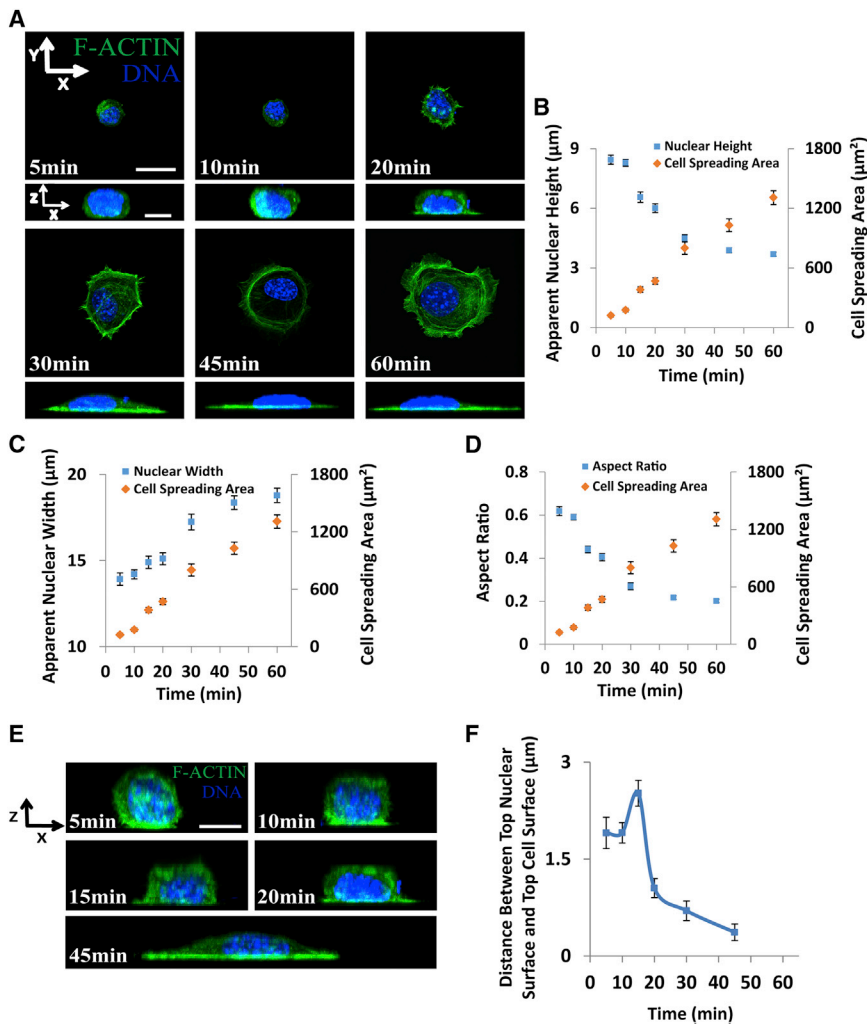 A
Y
X
F-ACTIN
DNA
5min
10min
20min
Z
X
30min
45min
60min
B
Nuclear Height
Cell Spreading Area
Apparent Nuclear Height (µm)
9
6
3
0
Cell Spreading Area (µm²)
1800
1200
600
0
0 10 20 30 40 50 60
Time (min)
C
Nuclear Width
Cell Spreading Area
Apparent Nuclear Width (µm)
20
15
10
Cell Spreading Area (µm²)
1800
1200
600
0
0 10 20 30 40 50 60
Time (min)
D
Aspect Ratio
Cell Spreading Area
Aspect Ratio
0.8
0.6
0.4
0.2
0
Cell Spreading Area (µm²)
1800
1200
600
0
0 10 20 30 40 50 60
Time (min)
E
F-ACTIN
DNA
Z
X
5min
10min
15min
20min
45min
F
Distance Between Top Nuclear
Surface and Top Cell Surface (µm)
3
1.5
0
0 10 20 30 40 50 60
Time (min)